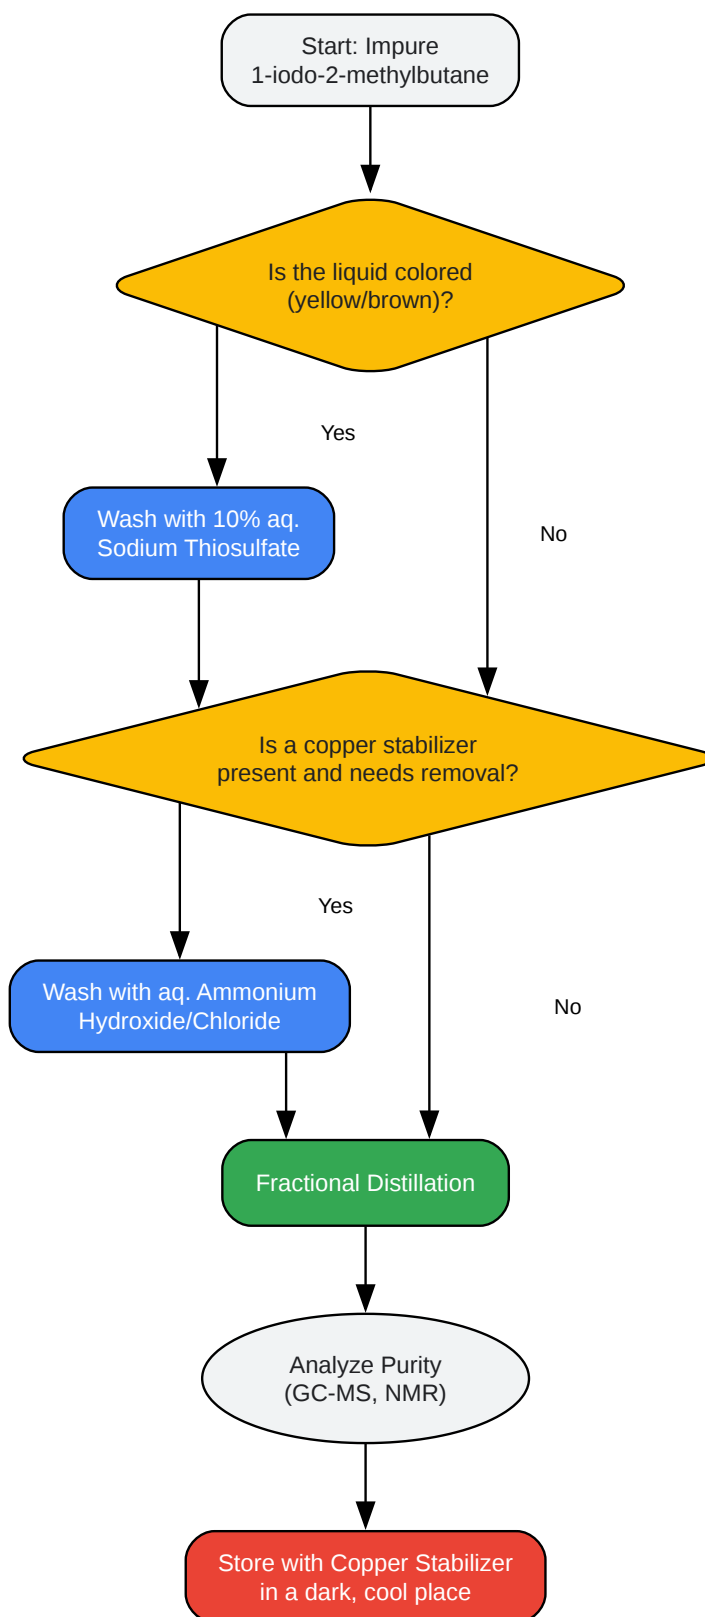 Start: Impure
1-iodo-2-methylbutane
Is the liquid colored
(yellow/brown)?
Yes
Wash with 10% aq.
Sodium Thiosulfate
No
Is a copper stabilizer
present and needs removal?
Yes
Wash with aq. Ammonium
Hydroxide/Chloride
No
Fractional Distillation
Analyze Purity
(GC-MS, NMR)
Store with Copper Stabilizer
in a dark, cool place